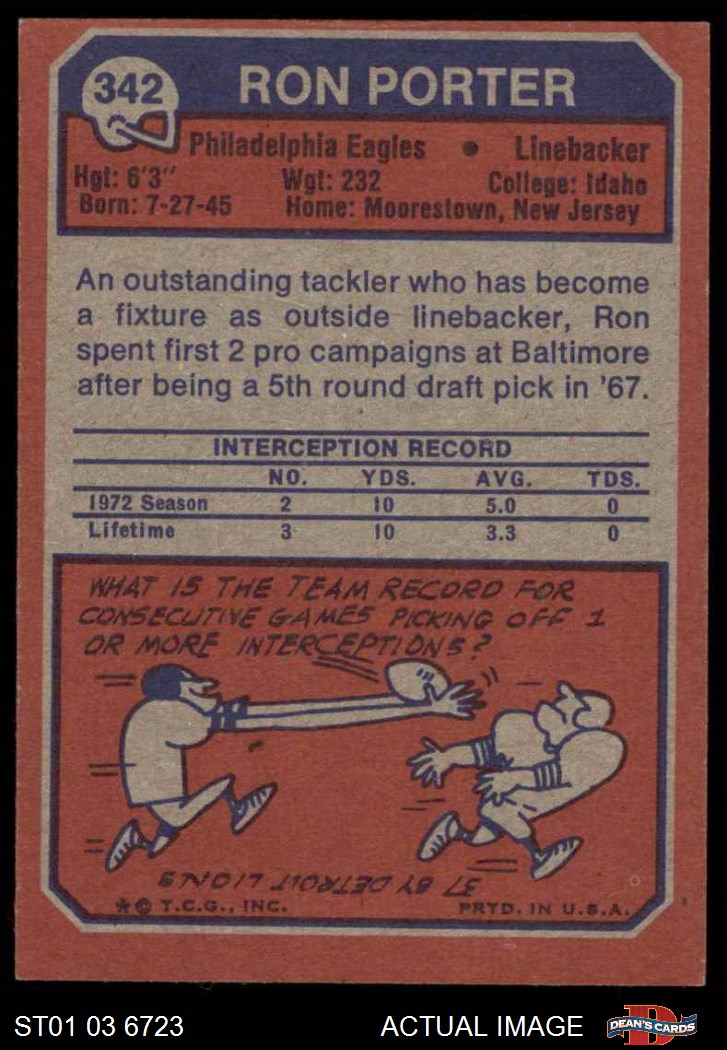 342
RON PORTER
Philadelphia Eagles • Linebacker
Hgt: 6'3" Wgt: 232 College: Idaho
Born: 7-27-45 Home: Moorestown, New Jersey
An outstanding tackler who has become
a fixture as outside linebacker, Ron
spent first 2 pro campaigns at Baltimore
after being a 5th round draft pick in '67.
INTERCEPTION RECORD
NO. YDS. AVG. TDS.
1972 Season 2 10 5.0 0
Lifetime 3 10 3.3 0
WHAT IS THE TEAM RECORD FOR
CONSECUTIVE GAMES PICKING OFF 1
OR MORE INTERCEPTIONS?
37 BY DETROIT LIONS
* © T.C.G., INC. PRTD. IN U.S.A.
ST01 03 6723 ACTUAL IMAGE D DEAN'S CARDS